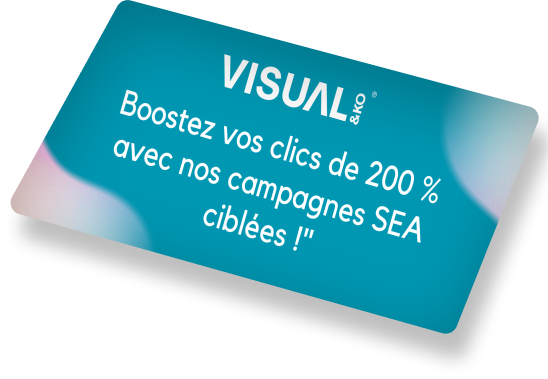 VISUAL &KO ®
Boostez vos clics de 200 %
avec nos campagnes SEA
ciblées !"